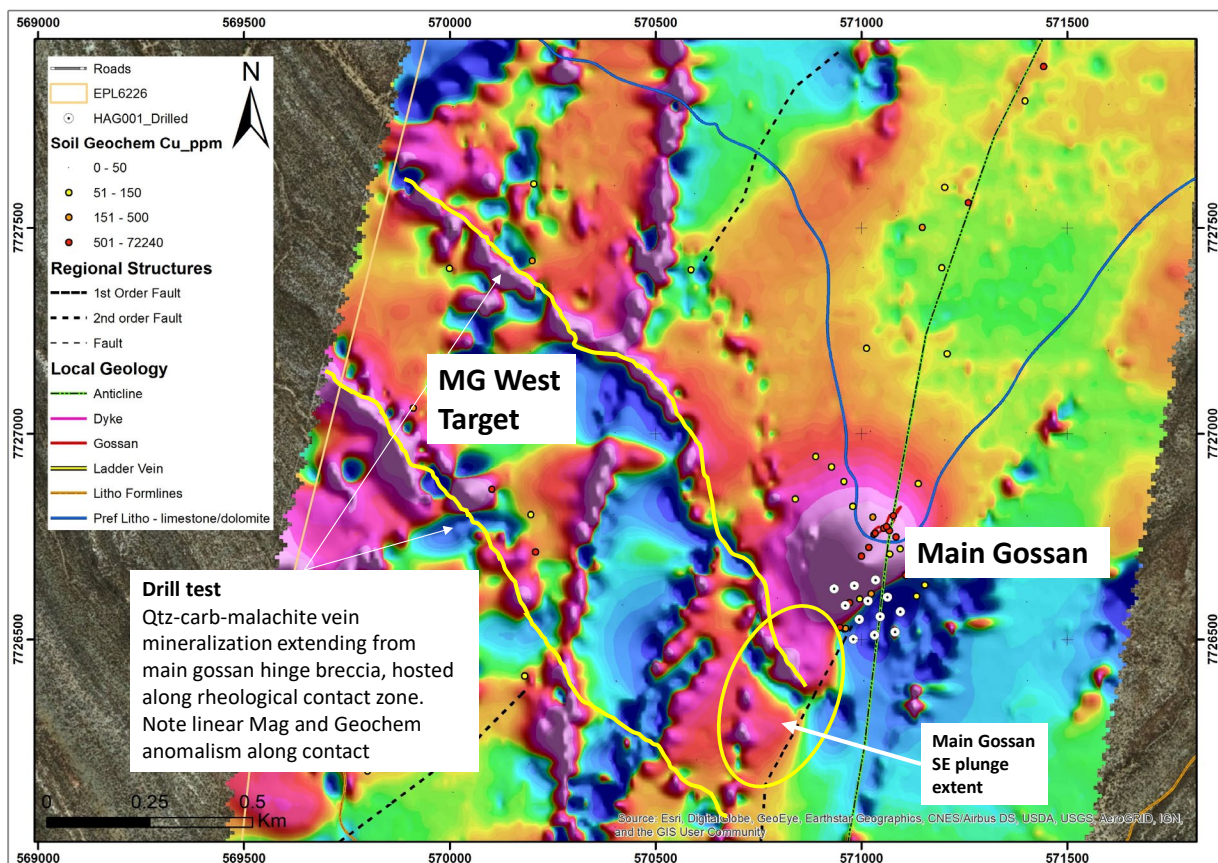 569000 569500 570000 570500 571000 571500
Roads
EPL6226
HAG001_Drilled
Soil Geochem Cu_ppm
0 - 50
51 - 150
151 - 500
501 - 72240
Regional Structures
1st Order Fault
2nd order Fault
Fault
Local Geology
Anticline
Dyke
Gossan
Ladder Vein
Litho Formlines
Pref Litho - limestone/dolomite
N
7727500
7727000
7726500
7727500
7727000
7726500
MG West
Target
Main Gossan
Drill test
Qtz-carb-malachite vein
mineralization extending from
main gossan hinge breccia, hosted
along rheological contact zone.
Note linear Mag and Geochem
anomalism along contact
Main Gossan
SE plunge
extent
0 0.25 0.5
Km
Source: Esri, DigitalGlobe, GeoEye, Earthstar Geographics, CNES/Airbus DS, USDA, USGS, AeroGRID, IGN,
and the GIS User Community
569000 569500 570000 570500 571000 571500